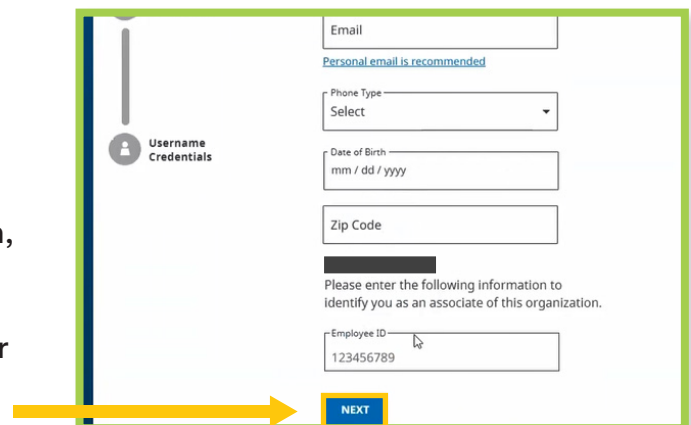 Email
Personal email is recommended
Phone Type
Select
Username
Credentials
Date of Birth
mm / dd / yyyy
Zip Code
Please enter the following information to
identify you as an associate of this organization.
Employee ID
123456789
NEXT